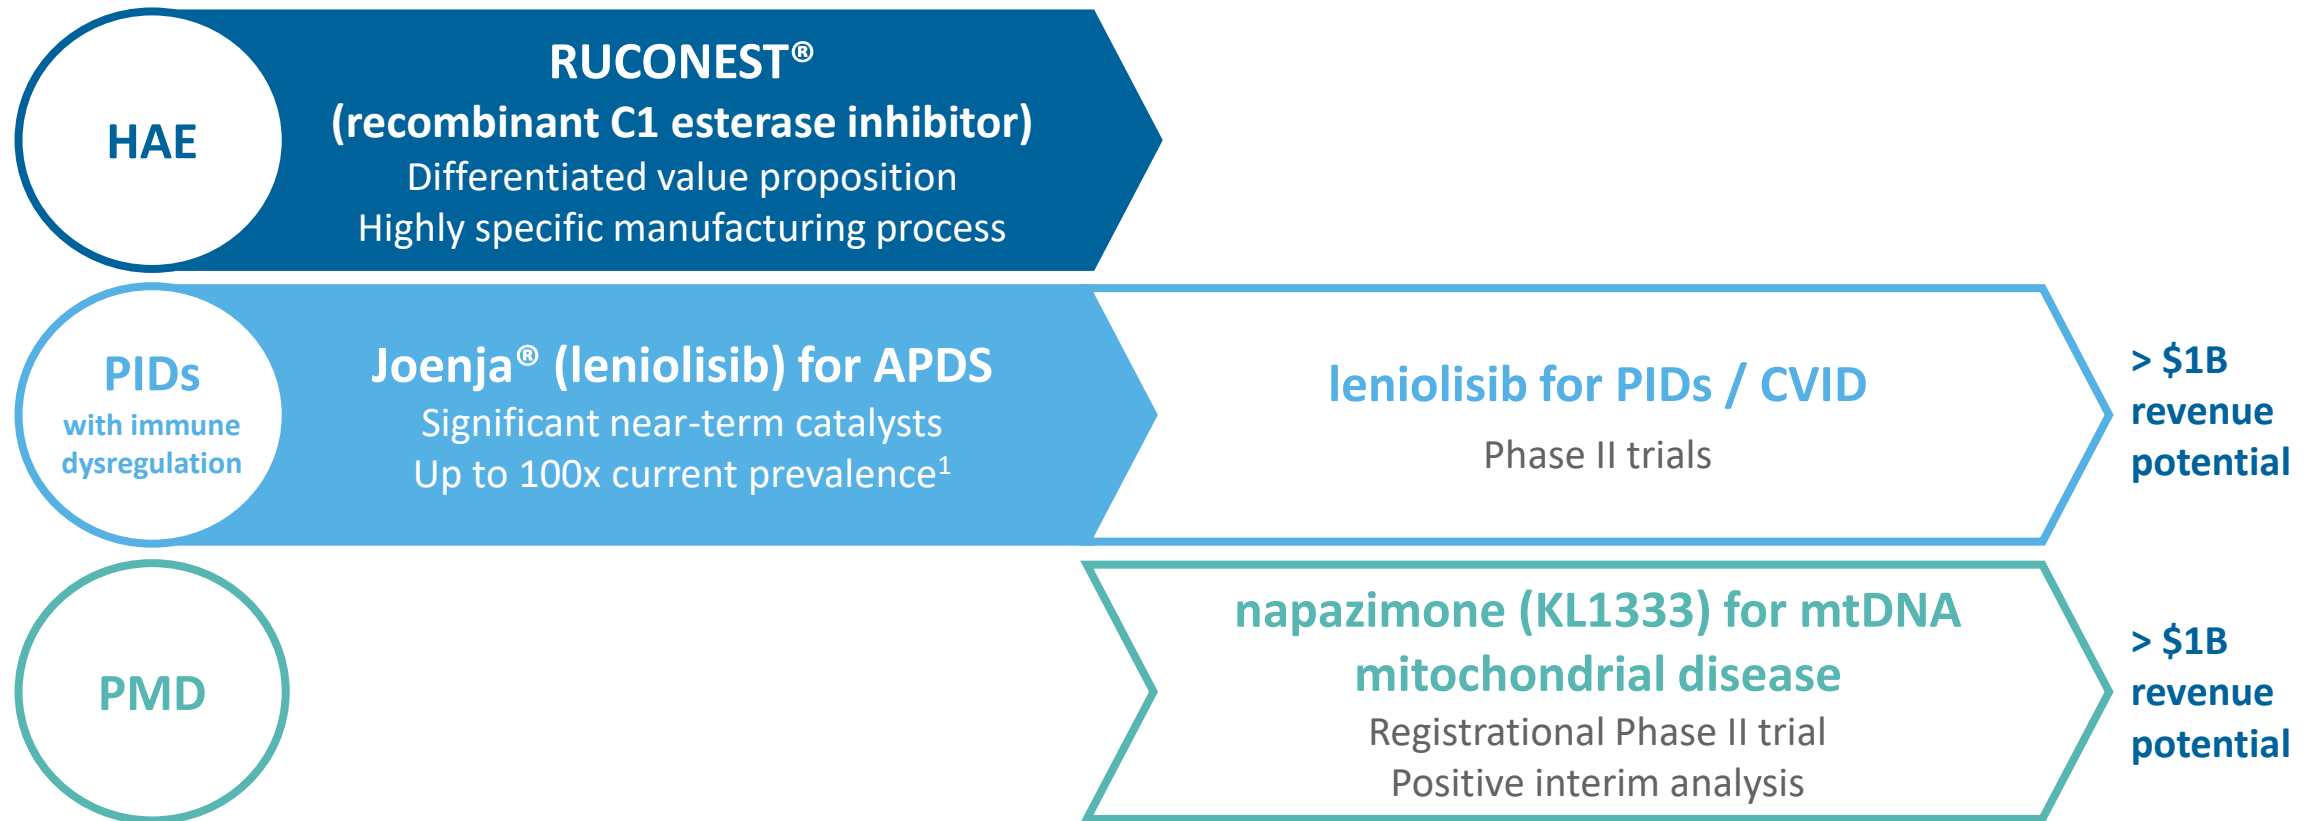 HAE
RUCONEST®
(recombinant C1 esterase inhibitor)
Differentiated value proposition
Highly specific manufacturing process
PIDs
with immune
dysregulation
Joenja® (leniolisib) for APDS
Significant near-term catalysts
Up to 100x current prevalence¹
leniolisib for PIDs / CVID
Phase II trials
> $1B
revenue
potential
PMD
napazimone (KL1333) for mtDNA
mitochondrial disease
Registrational Phase II trial
Positive interim analysis
> $1B
revenue
potential